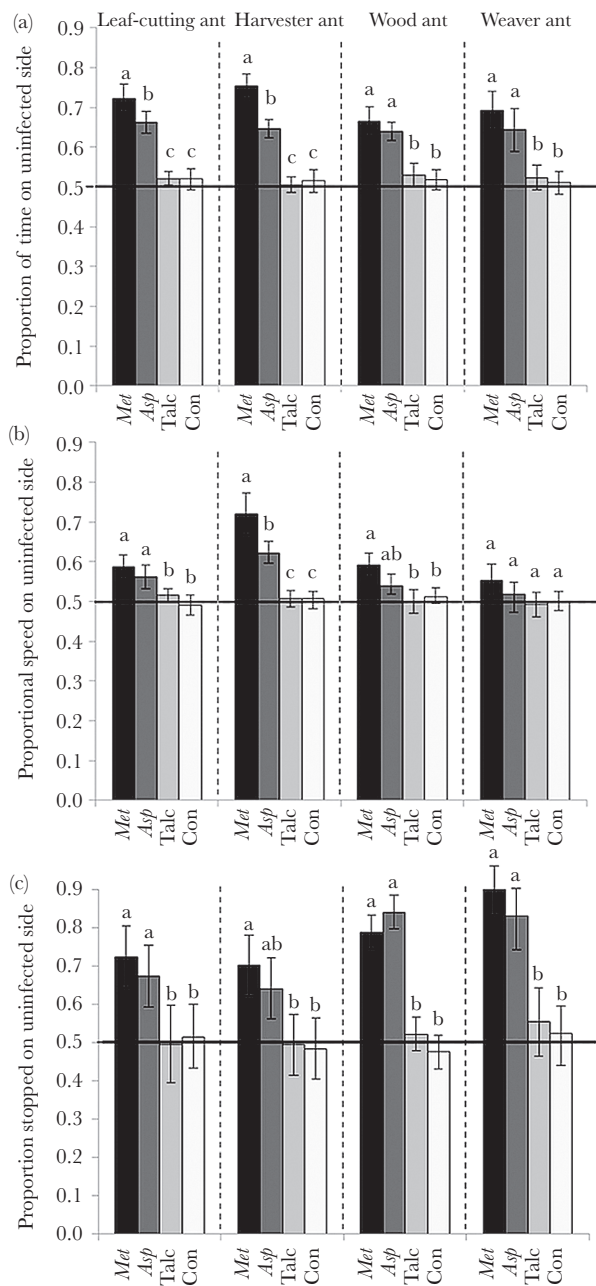 (a)
Leaf-cutting ant Harvester ant Wood ant Weaver ant
Proportion of time on uninfected side
0.9
0.8
0.7
0.6
0.5
0.4
0.3
0.2
0.1
0.0
a b c c
a b c c
a a b b
a a b b
Met Asp Talc Con
Met Asp Talc Con
Met Asp Talc Con
Met Asp Talc Con
(b)
Proportional speed on uninfected side
0.9
0.8
0.7
0.6
0.5
0.4
0.3
0.2
0.1
0.0
a a b b
a b c c
a ab b b
a a a a
Met Asp Talc Con
Met Asp Talc Con
Met Asp Talc Con
Met Asp Talc Con
(c)
Proportion stopped on uninfected side
0.9
0.8
0.7
0.6
0.5
0.4
0.3
0.2
0.1
0.0
a a b b
a ab b b
a a b b
a a b b
Met Asp Talc Con
Met Asp Talc Con
Met Asp Talc Con
Met Asp Talc Con